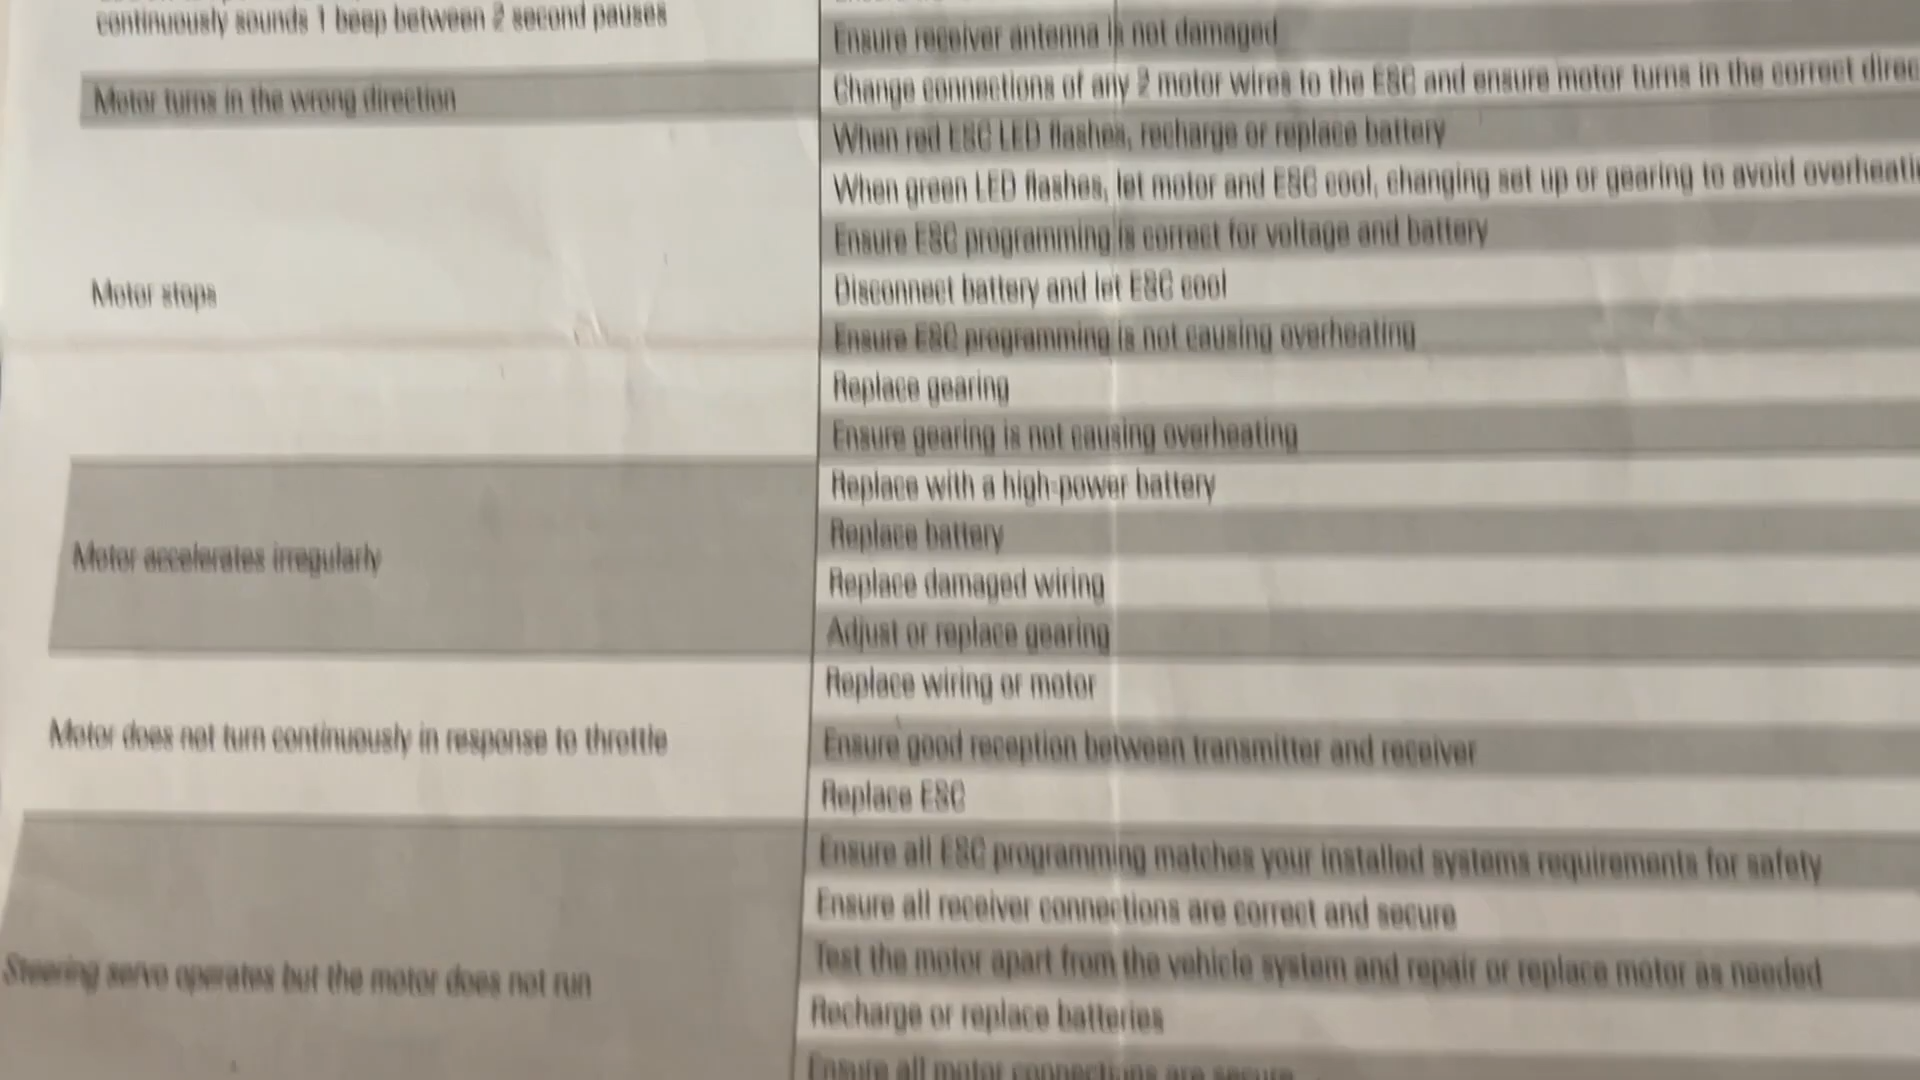 continuously sounds 1 beep between 2 second pauses
Ensure receiver antenna is not damaged
Motor turns in the wrong direction
Change connections of any 2 motor wires to the ESC and ensure motor turns in the correct direc
When red ESC LED flashes, recharge or replace battery
When green LED flashes, let motor and ESC cool, changing set up or gearing to avoid overheati
Ensure ESC programming is correct for voltage and battery
Motor stops
Disconnect battery and let ESC cool
Ensure ESC programming is not causing overheating
Replace gearing
Ensure gearing is not causing overheating
Motor accelerates irregularly
Replace with a high-power battery
Replace battery
Replace damaged wiring
Adjust or replace gearing
Motor does not turn continuously in response to throttle
Replace wiring or motor
Ensure good reception between transmitter and receiver
Replace ESC
Steering servo operates but the motor does not run
Ensure all ESC programming matches your installed systems requirements for safety
Ensure all receiver connections are correct and secure
Test the motor apart from the vehicle system and repair or replace motor as needed
Recharge or replace batteries
Ensure all motor connections are secure